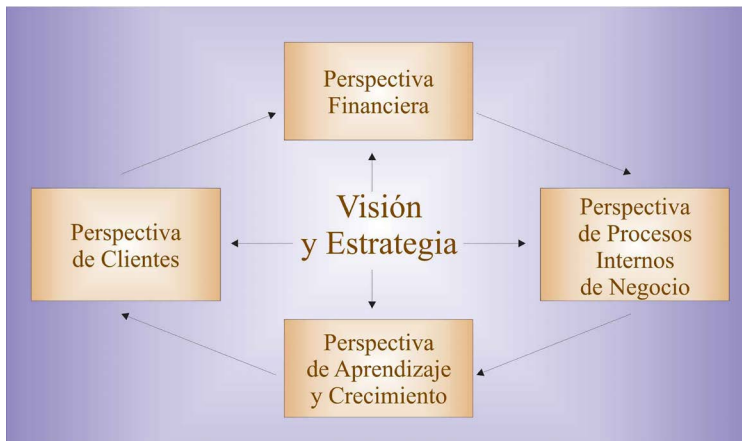 Perspectiva
Financiera
Visión
y Estrategia
Perspectiva
de Clientes
Perspectiva
de Procesos
Internos
de Negocio
Perspectiva
de Aprendizaje
y Crecimiento